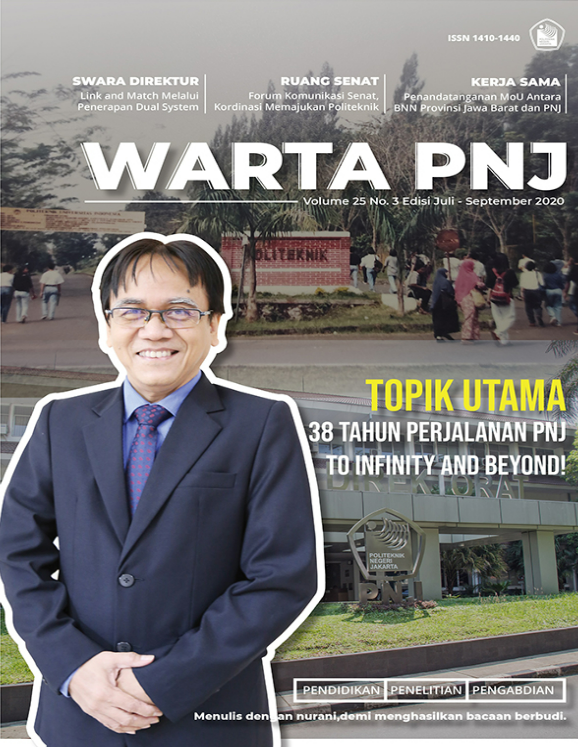 ISSN 1410-1440
SWARA DIREKTUR
Link and Match Melalui
Penerapan Dual System
RUANG SENAT
Forum Komunikasi Senat,
Kordinasi Memajukan Politeknik
KERJA SAMA
Penandatanganan MoU Antara
BNN Provinsi Jawa Barat dan PNJ
WARTA PNJ
Volume 25 No. 3 Edisi Juli - September 2020
POLITEKNIK
TOPIK UTAMA
38 TAHUN PERJALANAN PNJ
TO INFINITY AND BEYOND!
DIREKTORAT
POLITEKNIK
NEGERI
JAKARTA
PNJ
PENDIDIKAN PENELITIAN PENGABDIAN
Menulis dengan nurani,demi menghasilkan bacaan berbudi.